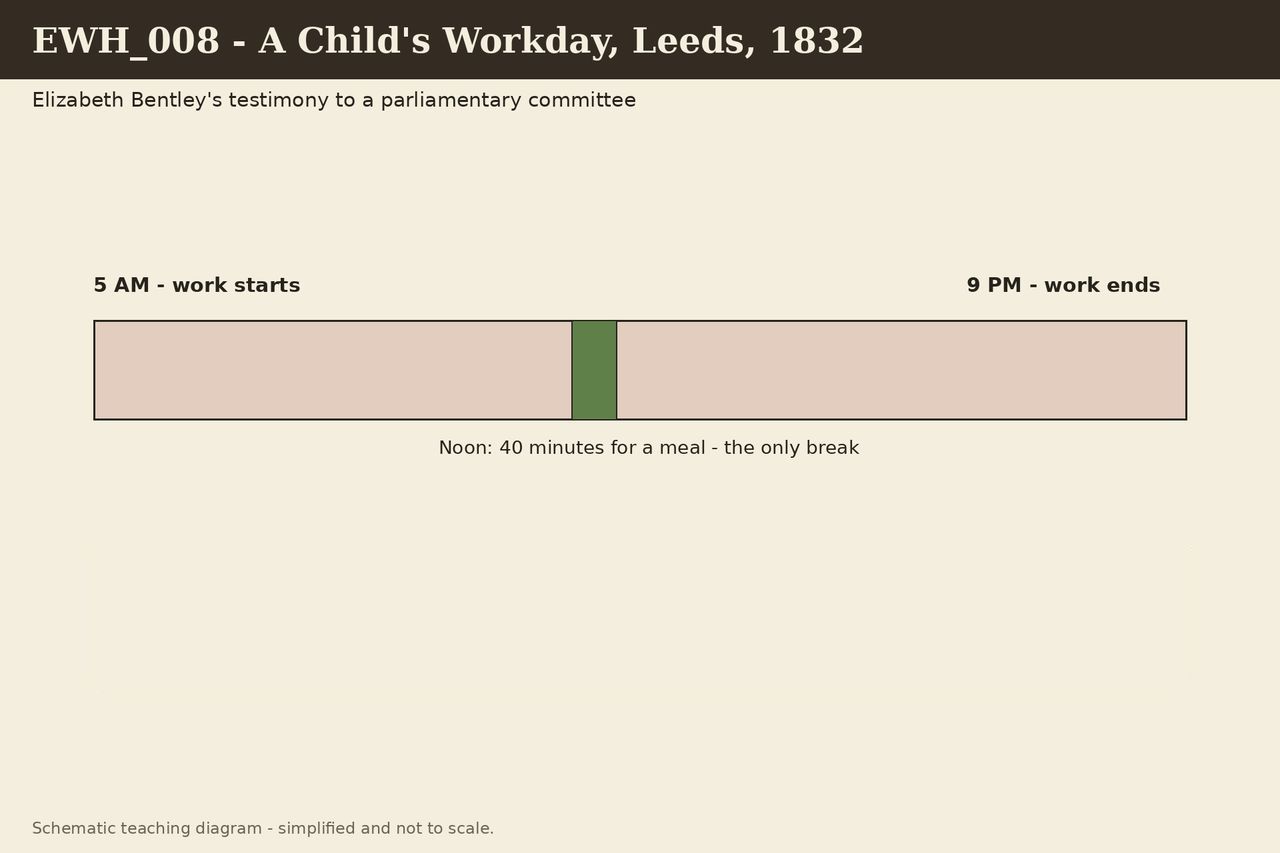 EWH_008 - A Child's Workday, Leeds, 1832
Elizabeth Bentley's testimony to a parliamentary committee
5 AM - work starts
9 PM - work ends
Noon: 40 minutes for a meal - the only break
Schematic teaching diagram - simplified and not to scale.